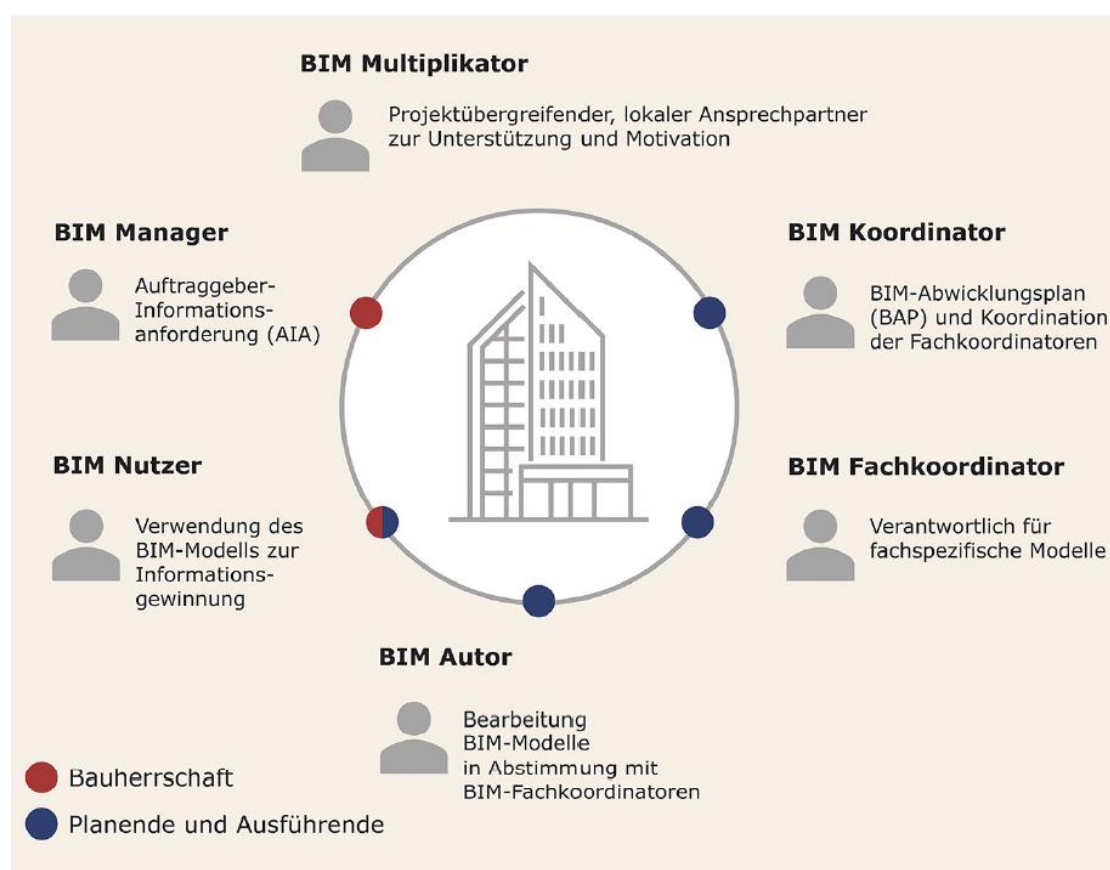 BIM Multiplikator
Projektübergreifender, lokaler Ansprechpartner
zur Unterstützung und Motivation
BIM Manager
Auftraggeber-
Informations-
anforderung (AIA)
BIM Koordinator
BIM-Abwicklungsplan
(BAP) und Koordination
der Fachkoordinatoren
BIM Nutzer
Verwendung des
BIM-Modells zur
Informations-
gewinnung
BIM Fachkoordinator
Verantwortlich für
fachspezifische Modelle
BIM Autor
Bearbeitung
BIM-Modelle
in Abstimmung mit
BIM-Fachkoordinatoren
Bauherrschaft
Planende und Ausführende